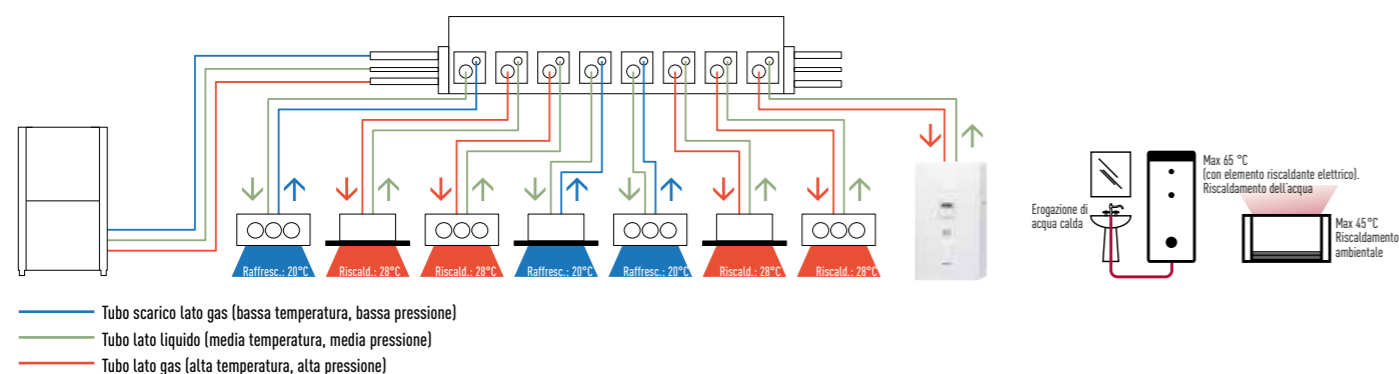 Raffresc.: 20°C
Riscald.: 28°C
Riscald.: 28°C
Raffresc.: 20°C
Raffresc.: 20°C
Riscald.: 28°C
Riscald.: 28°C
Erogazione di
acqua calda
Max 65 °C
(con elemento riscaldante elettrico).
Riscaldamento dell'acqua
Max 45°C
Riscaldamento
ambientale
Tubo scarico lato gas (bassa temperatura, bassa pressione)
Tubo lato liquido (media temperatura, media pressione)
Tubo lato gas (alta temperatura, alta pressione)